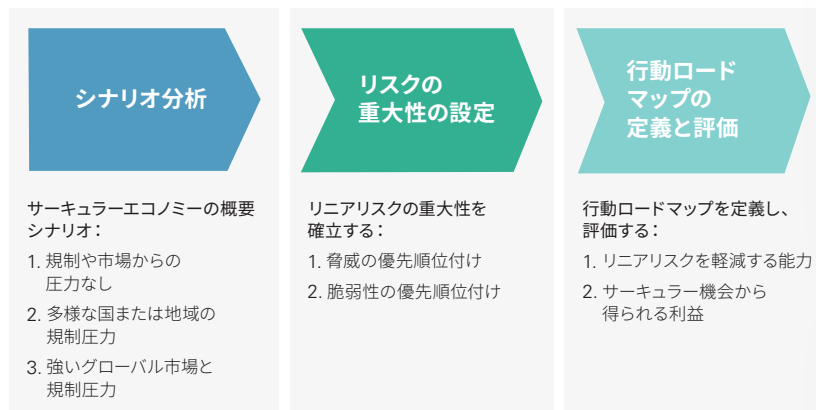 シナリオ分析
サーキュラーエコノミーの概要
シナリオ：
1. 規制や市場からの
圧力なし
2. 多様な国または地域の
規制圧力
3. 強いグローバル市場と
規制圧力
リスクの
重大性の設定
リニアリスクの重大性を
確立する：
1. 脅威の優先順位付け
2. 脆弱性の優先順位付け
行動ロード
マップの
定義と評価
行動ロードマップを定義し、
評価する：
1. リニアリスクを軽減する能力
2. サーキュラー機会から
得られる利益